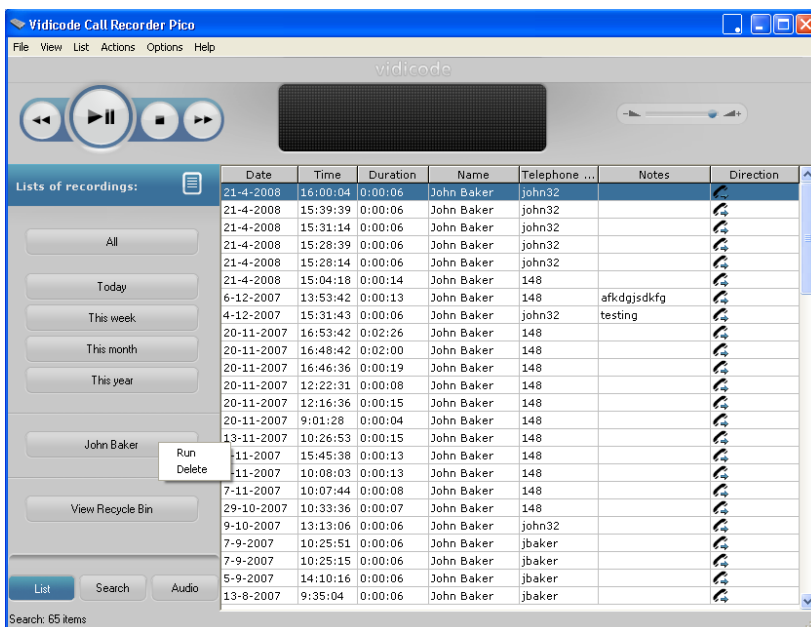 Vidicode Call Recorder Pico
File View List Actions Options Help
vidicode
Lists of recordings:
All
Today
This week
This month
This year
John Baker
Run
Delete
View Recycle Bin
List Search Audio
Date Time Duration Name Telephone ... Notes Direction
21-4-2008 16:00:04 0:00:06 John Baker john32
21-4-2008 15:39:39 0:00:06 John Baker john32
21-4-2008 15:31:14 0:00:06 John Baker john32
21-4-2008 15:28:39 0:00:06 John Baker john32
21-4-2008 15:28:14 0:00:06 John Baker john32
21-4-2008 15:04:18 0:00:14 John Baker 148
6-12-2007 13:53:42 0:00:13 John Baker 148 afkdgjsdkfg
4-12-2007 15:31:43 0:00:06 John Baker john32 testing
20-11-2007 16:53:42 0:02:26 John Baker 148
20-11-2007 16:48:42 0:02:00 John Baker 148
20-11-2007 16:46:36 0:00:19 John Baker 148
20-11-2007 12:22:31 0:00:08 John Baker 148
20-11-2007 12:16:36 0:00:15 John Baker 148
20-11-2007 9:01:28 0:00:04 John Baker 148
13-11-2007 10:26:53 0:00:15 John Baker 148
-11-2007 15:45:38 0:00:13 John Baker 148
-11-2007 10:08:03 0:00:13 John Baker 148
7-11-2007 10:07:44 0:00:08 John Baker 148
29-10-2007 10:33:36 0:00:07 John Baker 148
9-10-2007 13:13:06 0:00:06 John Baker john32
7-9-2007 10:25:51 0:00:06 John Baker jbaker
7-9-2007 10:25:15 0:00:06 John Baker jbaker
5-9-2007 14:10:16 0:00:06 John Baker jbaker
13-8-2007 9:35:04 0:00:06 John Baker jbaker
Search: 65 items